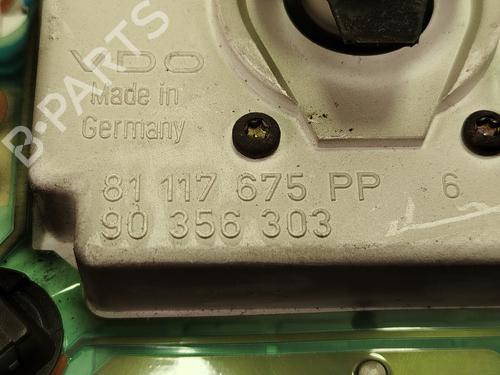 VDO
Made in
Germany
81 117 675 PP 6
90 356 303
B-PARTS